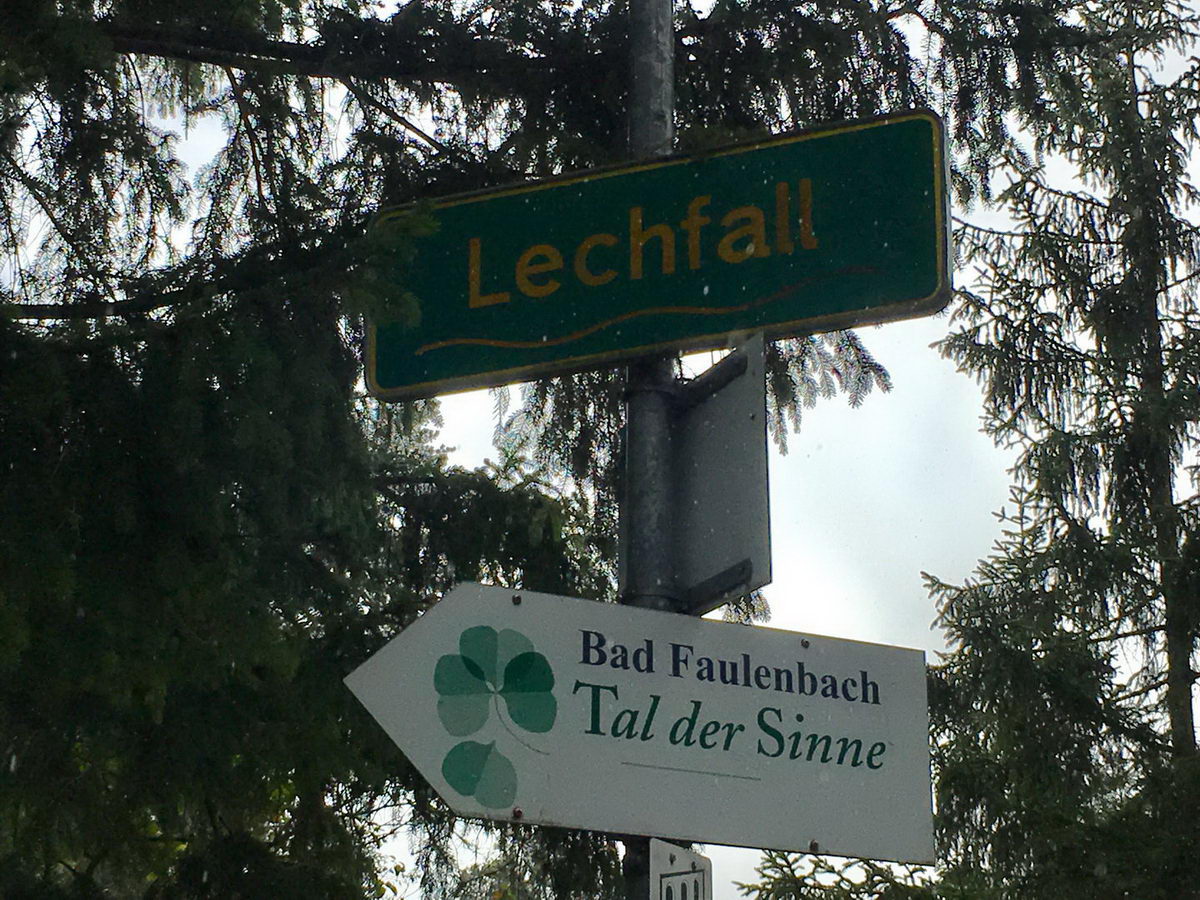 Lechfall
Bad Faulenbach
Tal der Sinne